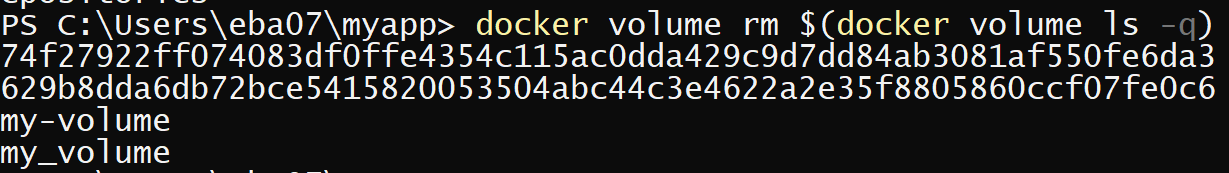 PS C:\Users\eba07\myapp> docker volume rm $(docker volume ls -q)
74f27922ff074083df0ffe4354c115ac0dda429c9d7dd84ab3081af550fe6da3
629b8dda6db72bce5415820053504abc44c3e4622a2e35f8805860ccf07fe0c6
my-volume
my_volume